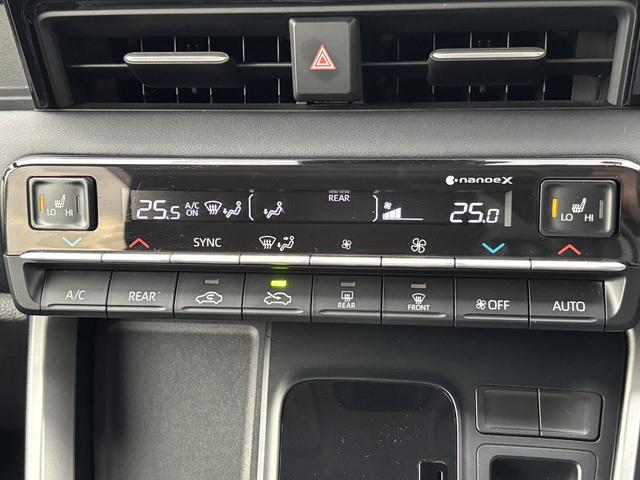 nanoeX
REAR
LO HI
25.5 A/C ON
25.0
LO HI
SYNC
A/C REAR REAR FRONT OFF AUTO